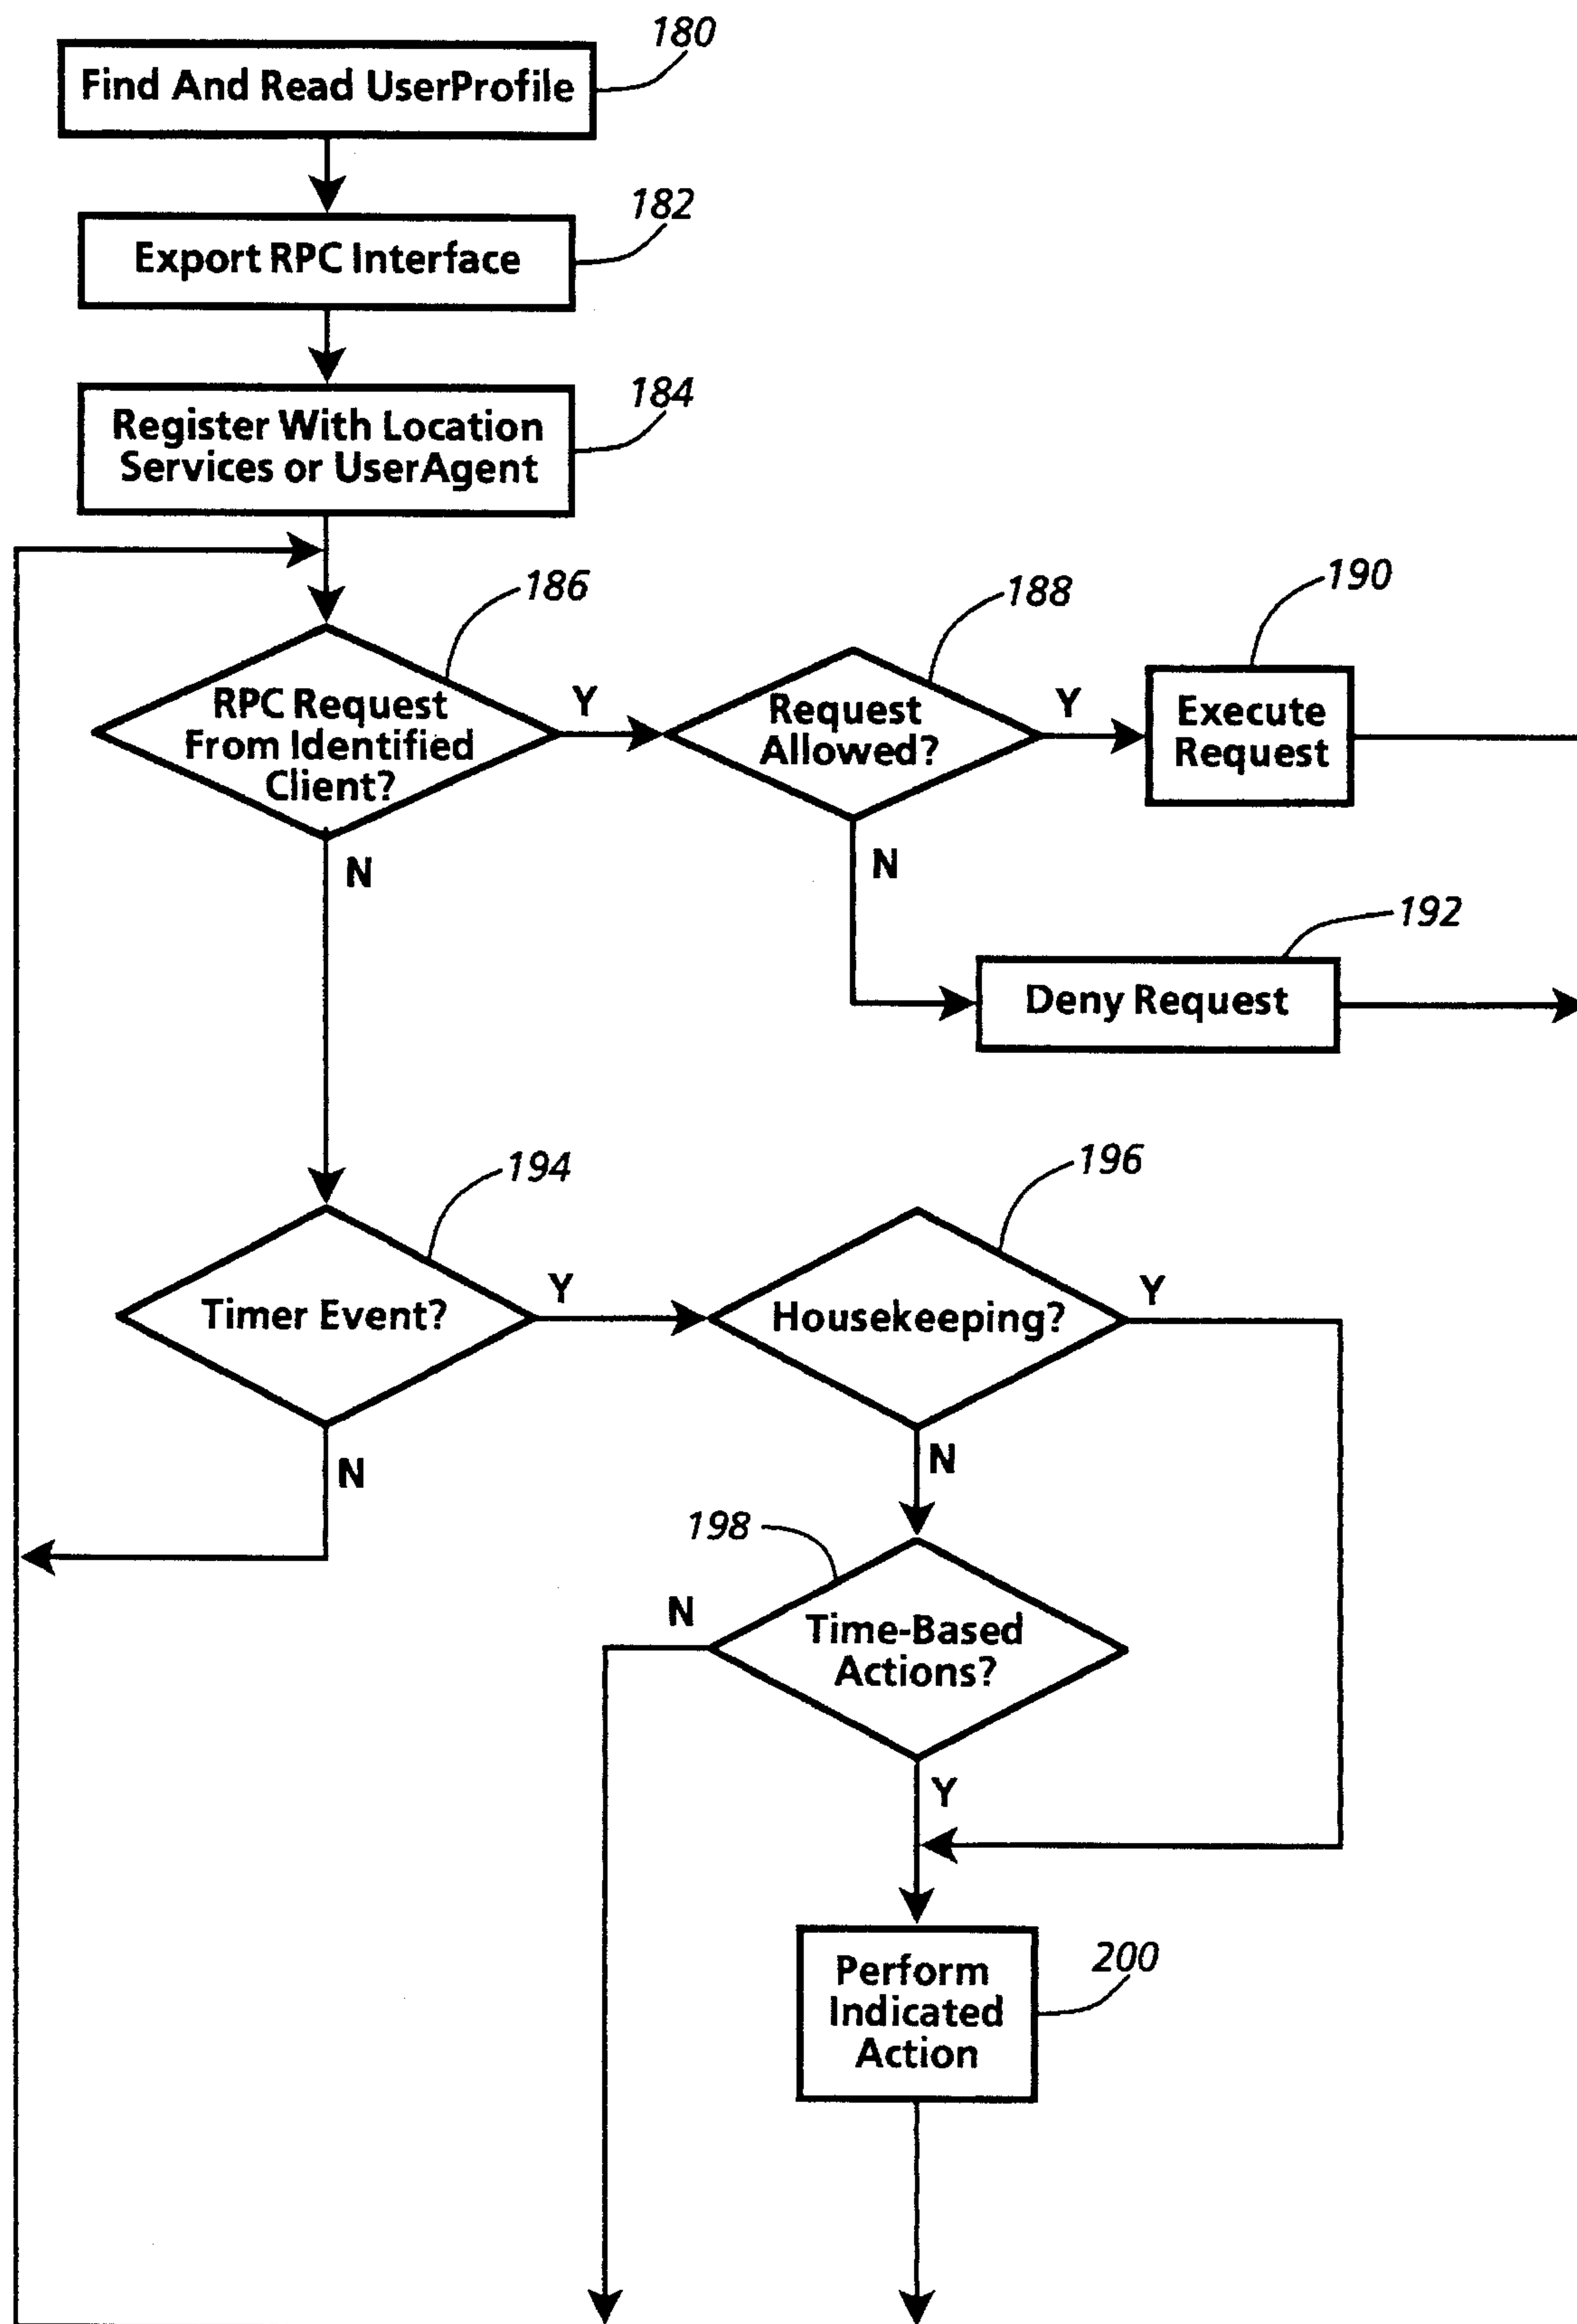 180
Find And Read UserProfile
182
Export RPC Interface
184
Register With Location
Services or UserAgent
186
188
190
RPC Request
From Identified
Client?
Y
Request
Allowed?
Y
Execute
Request
N
N
192
Deny Request
194
196
Timer Event?
Y
Housekeeping?
Y
N
N
198
N
Time-Based
Actions?
Y
200
Perform
Indicated
Action